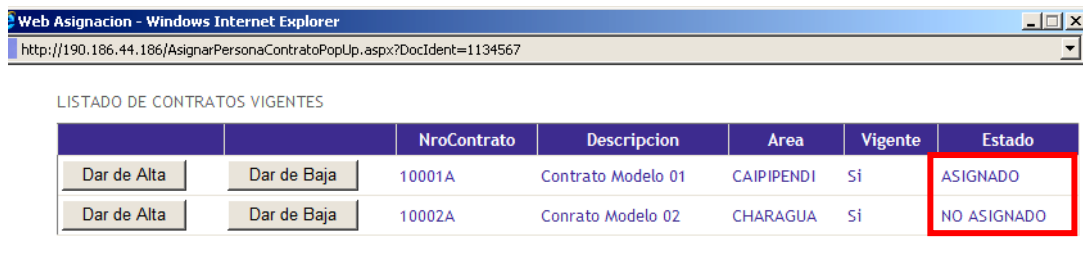 Web Asignacion - Windows Internet Explorer
http://190.186.44.186/AsignarPersonaContratoPopUp.aspx?DocIdent=1134567
LISTADO DE CONTRATOS VIGENTES
NroContrato Descripcion Area Vigente Estado
Dar de Alta Dar de Baja 10001A Contrato Modelo 01 CAIPIPENDI Si ASIGNADO
Dar de Alta Dar de Baja 10002A Conrato Modelo 02 CHARAGUA Si NO ASIGNADO